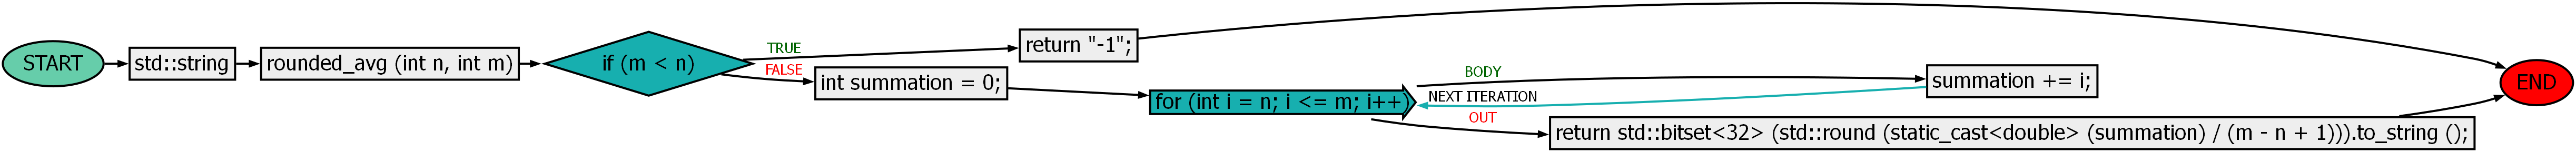 START
std::string
rounded_avg (int n, int m)
if (m < n)
TRUE
return "-1";
FALSE
int summation = 0;
for (int i = n; i <= m; i++)
BODY
summation += i;
NEXT ITERATION
OUT
return std::bitset<32> (std::round (static_cast<double> (summation) / (m - n + 1))).to_string ();
END